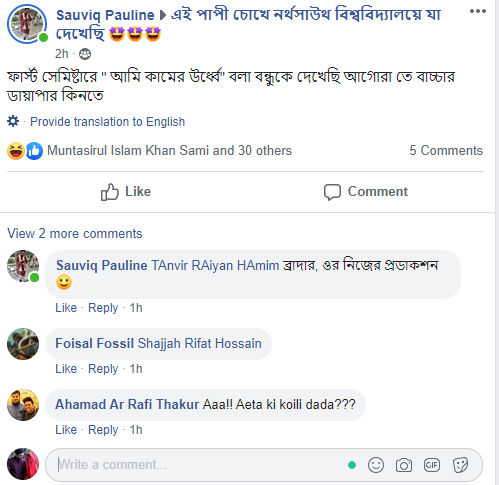 Sauviq Pauline ▸ এই পাপী চোখে নর্থসাউথ বিশ্ববিদ্যালয়ে যা
দেখেছি 🤩🤩🤩
2h ·
ফার্স্ট সেমিষ্টারে " আমি কামের উর্ধ্বে" বলা বন্ধুকে দেখেছি আগোরা তে বাচ্চার
ডায়াপার কিনতে
· Provide translation to English
Muntasirul Islam Khan Sami and 30 others 5 Comments
Like Comment
View 2 more comments
Sauviq Pauline TAnvir RAiyan HAmim ব্রাদার, ওর নিজের প্রডাকশন
🙂
Like · Reply · 1h
Foisal Fossil Shajjah Rifat Hossain
Like · Reply · 1h
Ahamad Ar Rafi Thakur Aaa!! Aeta ki koili dada???
Like · Reply · 1h
Write a comment... GIF